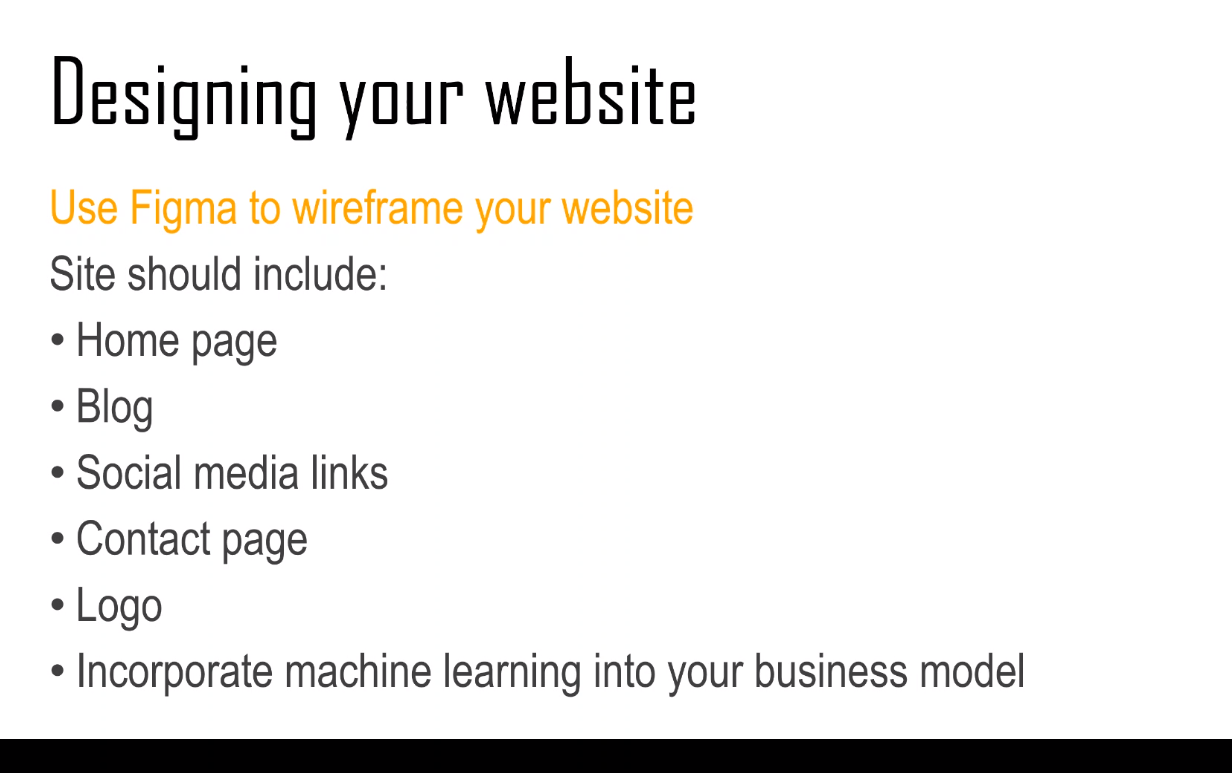 Designing your website
Use Figma to wireframe your website
Site should include:
• Home page
• Blog
• Social media links
• Contact page
• Logo
• Incorporate machine learning into your business model